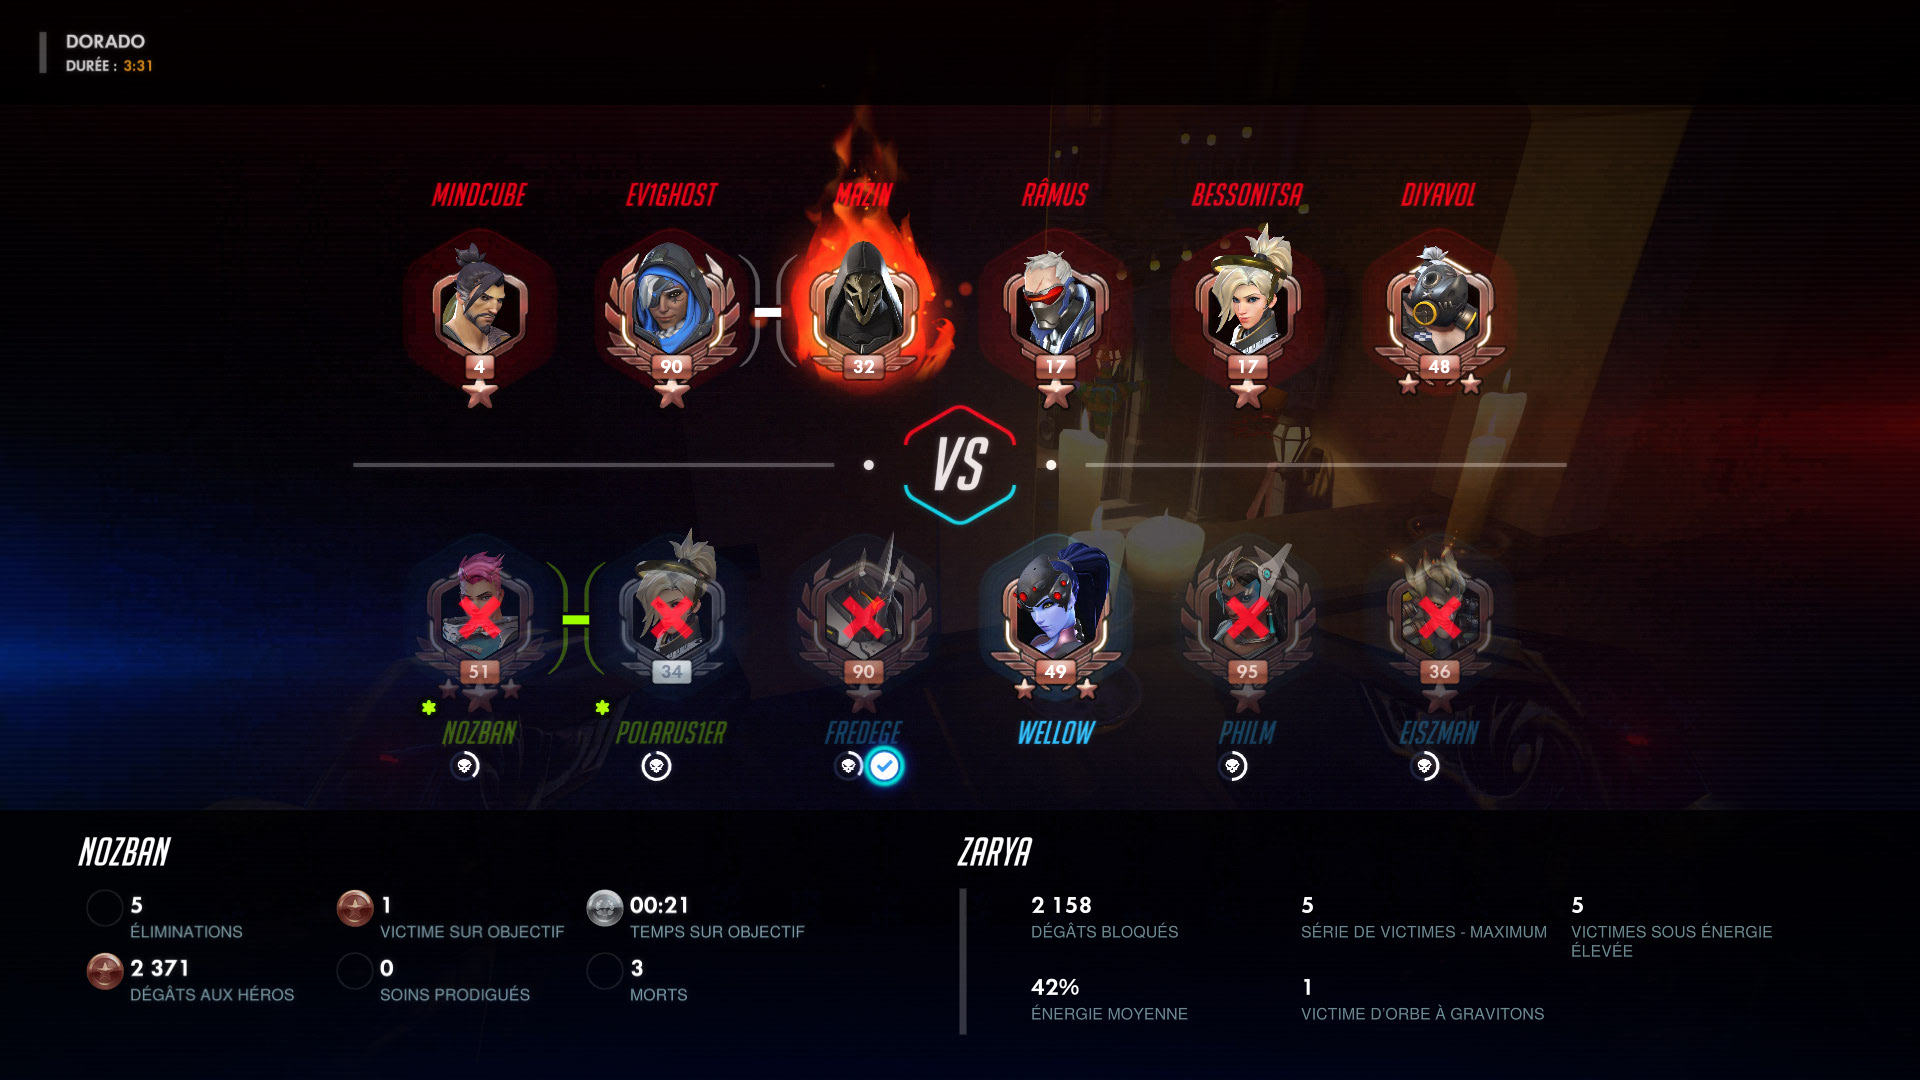 DORADO
DURÉE : 3:31
MINDCUBE EV1GHOST MAZIN RÂMUS BESSONITSA DIYAVOL
4 90 32 17 17 48
VS
51 34 90 49 95 36
NOZBAN POLARUS1ER FREDEGE WELLOW PHILM EISZMAN
NOZBAN
5
ÉLIMINATIONS
1
VICTIME SUR OBJECTIF
00:21
TEMPS SUR OBJECTIF
2 371
DÉGÂTS AUX HÉROS
0
SOINS PRODIGUÉS
3
MORTS
ZARYA
2 158
DÉGÂTS BLOQUÉS
5
SÉRIE DE VICTIMES - MAXIMUM
5
VICTIMES SOUS ÉNERGIE
ÉLEVÉE
42%
ÉNERGIE MOYENNE
1
VICTIME D'ORBE À GRAVITONS